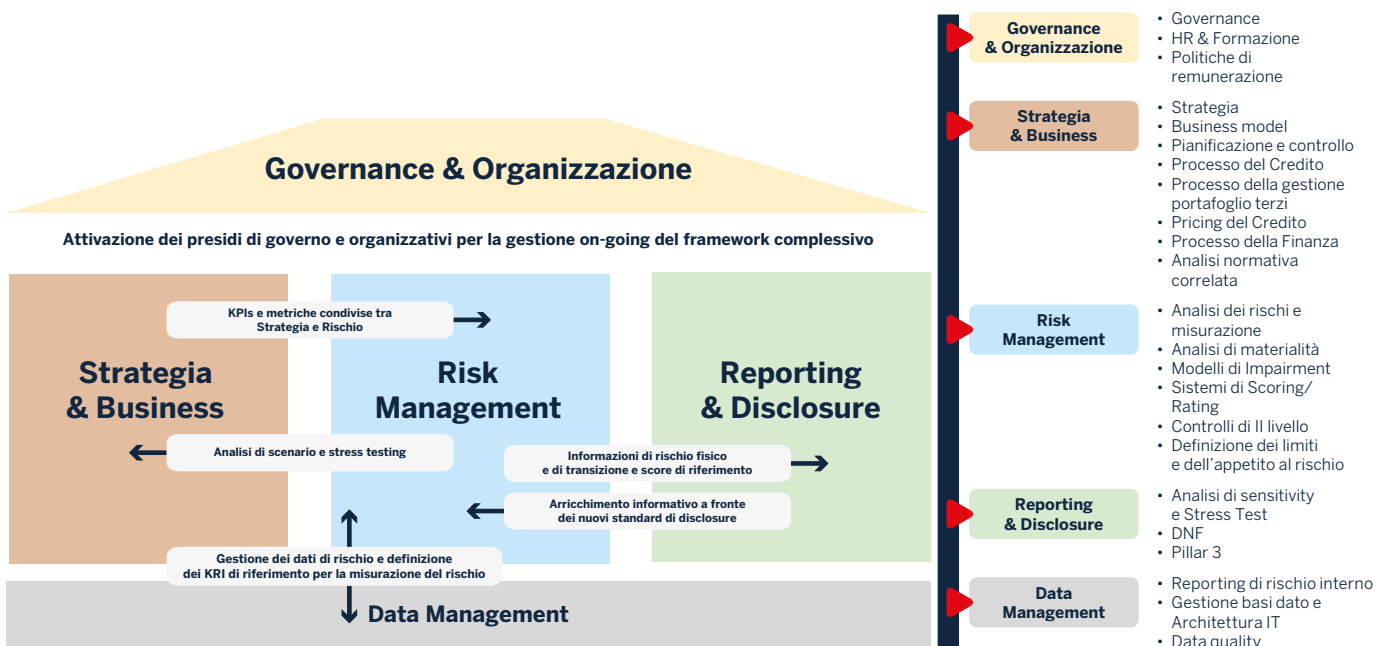 Governance & Organizzazione
Attivazione dei presidi di governo e organizzativi per la gestione on-going del framework complessivo
KPIs e metriche condivise tra
Strategia e Rischio
Strategia
& Business
Risk
Management
Reporting
& Disclosure
Analisi di scenario e stress testing
Informazioni di rischio fisico
e di transizione e score di riferimento
Arricchimento informativo a fronte
dei nuovi standard di disclosure
Gestione dei dati di rischio e definizione
dei KRI di riferimento per la misurazione del rischio
Data Management
Governance
& Organizzazione
• Governance
• HR & Formazione
• Politiche di
remunerazione
Strategia
& Business
• Strategia
• Business model
• Pianificazione e controllo
• Processo del Credito
• Processo della gestione
portafoglio terzi
• Pricing del Credito
• Processo della Finanza
• Analisi normativa
correlata
Risk
Management
• Analisi dei rischi e
misurazione
• Analisi di materialità
• Modelli di Impairment
• Sistemi di Scoring/
Rating
• Controlli di II livello
• Definizione dei limiti
e dell'appetito al rischio
Reporting
& Disclosure
• Analisi di sensitivity
e Stress Test
• DNF
• Pillar 3
Data
Management
• Reporting di rischio interno
• Gestione basi dato e
Architettura IT
• Data quality